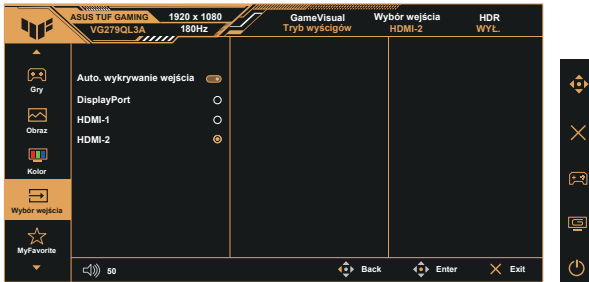 ASUS TUF GAMING 1920 x 1080
VG279QL3A 180Hz
GameVisual
Tryb wyścigów
Wybór wejścia
HDMI-2
HDR
WYŁ.
Gry
Obraz
Kolor
Wybór wejścia
MyFavorite
Auto. wykrywanie wejścia
DisplayPort
HDMI-1
HDMI-2
50
Back
Enter
Exit